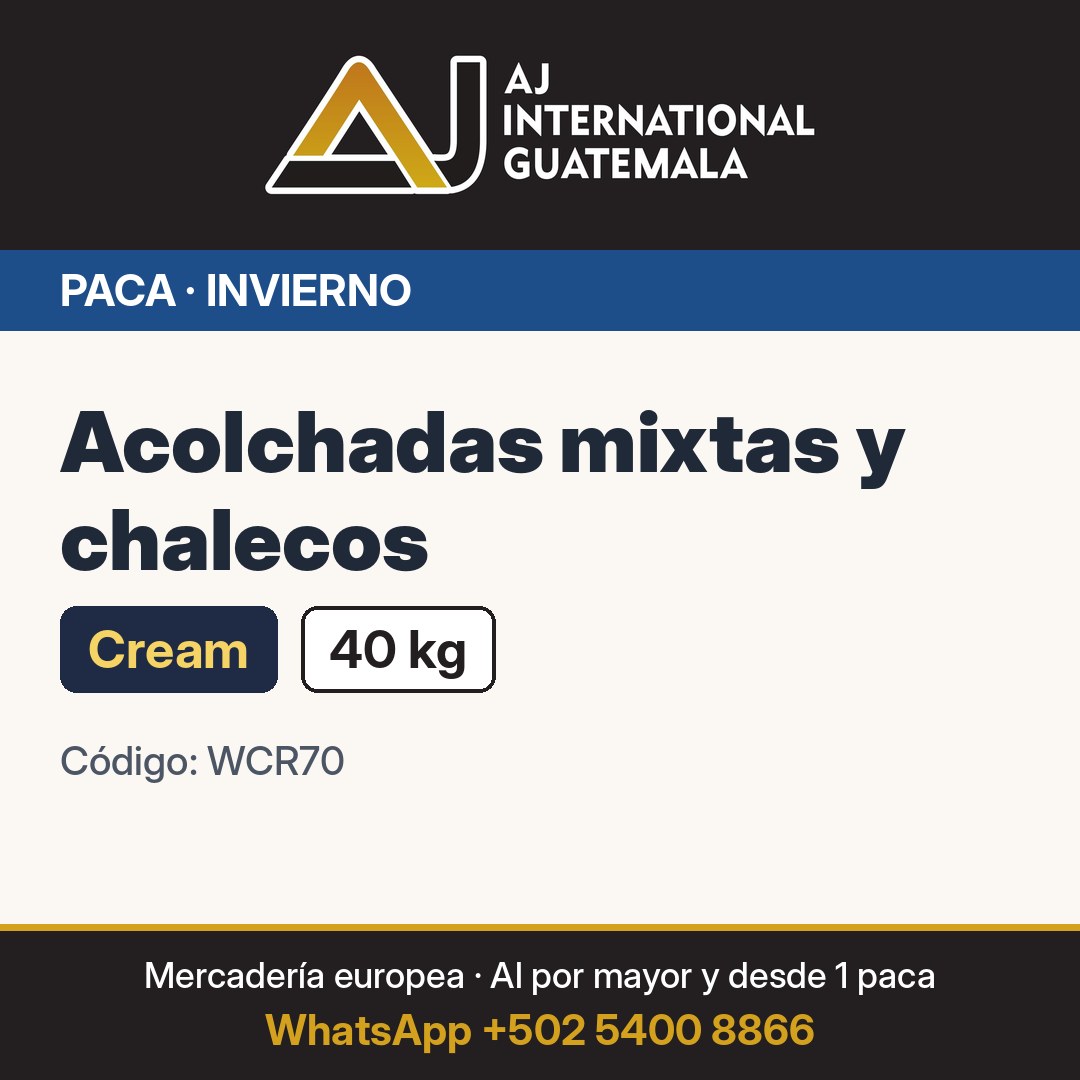 AJ
INTERNATIONAL
GUATEMALA
PACA · INVIERNO
Acolchadas mixtas y
chalecos
Cream
40 kg
Código: WCR70
Mercadería europea · Al por mayor y desde 1 paca
WhatsApp +502 5400 8866